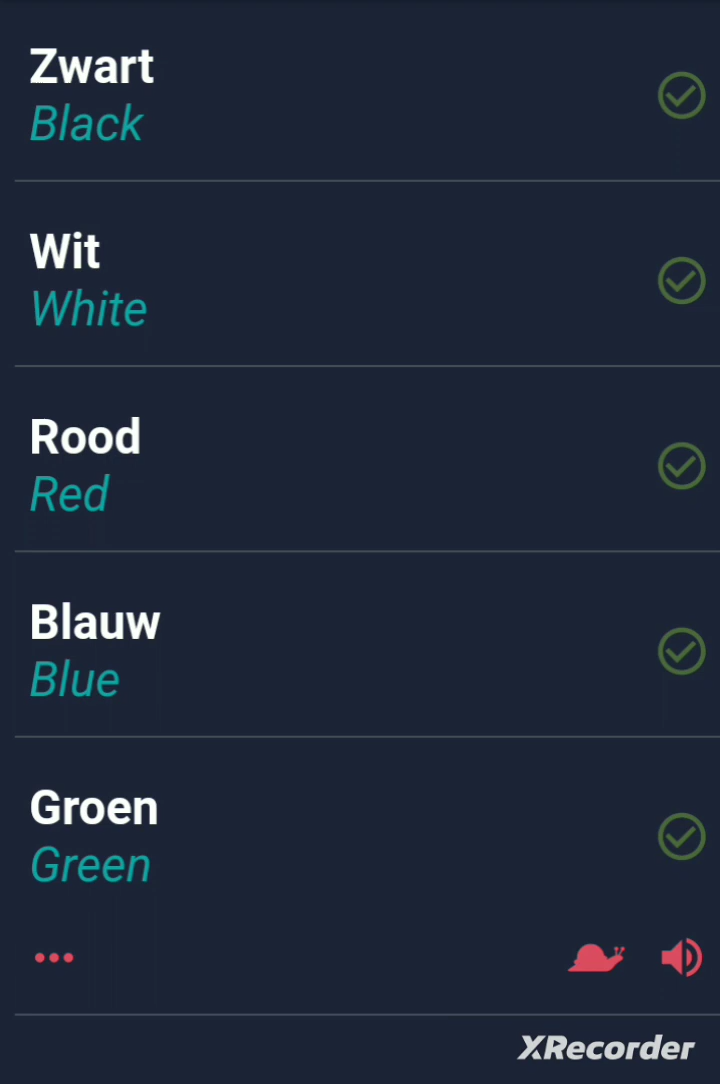 Zwart
Black
Wit
White
Rood
Red
Blauw
Blue
Groen
Green
XRecorder